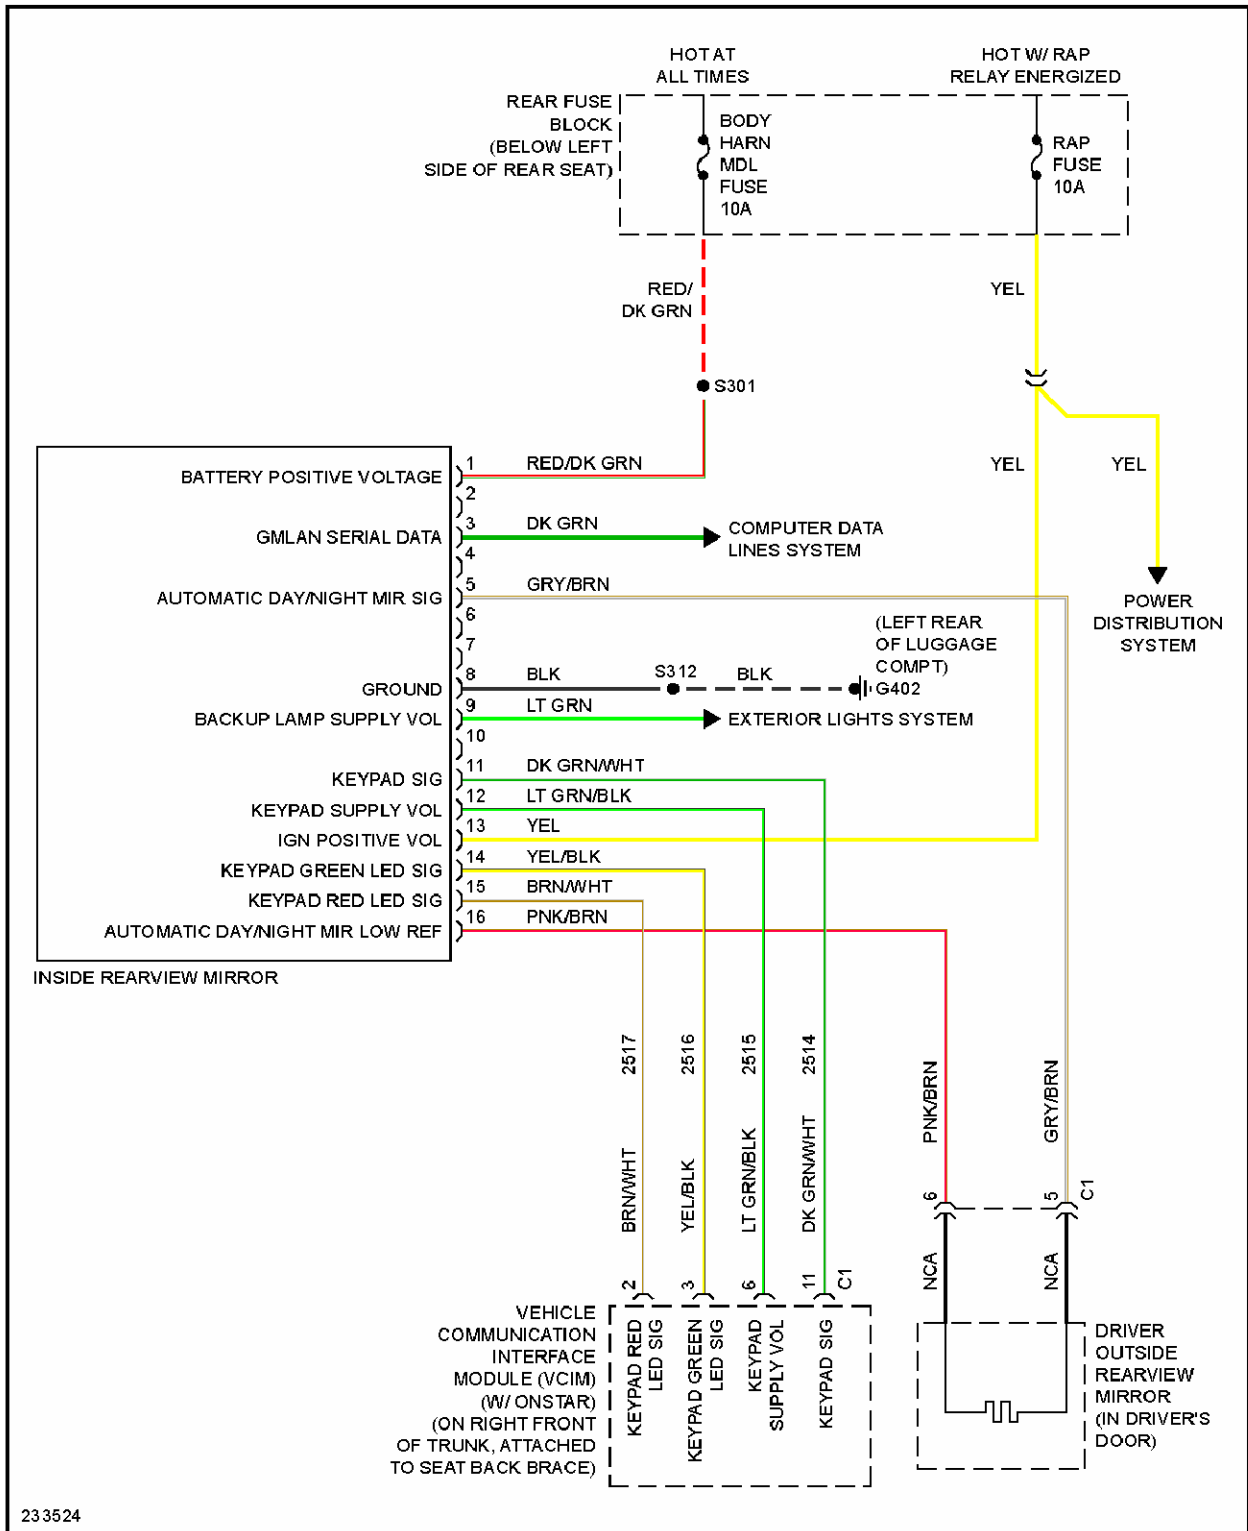 HOT AT
ALL TIMES
HOT W/ RAP
RELAY ENERGIZED
REAR FUSE
BLOCK
(BELOW LEFT
SIDE OF REAR SEAT)
BODY
HARN
MDL
FUSE
10A
RAP
FUSE
10A
RED/
DK GRN
YEL
S301
YEL
YEL
POWER
DISTRIBUTION
SYSTEM
BATTERY POSITIVE VOLTAGE
1
RED/DK GRN
2
GMLAN SERIAL DATA
3
DK GRN
COMPUTER DATA
LINES SYSTEM
4
AUTOMATIC DAY/NIGHT MIR SIG
5
GRY/BRN
6
7
(LEFT REAR
OF LUGGAGE
COMPT)
G402
GROUND
8
BLK
S312
BLK
BACKUP LAMP SUPPLY VOL
9
LT GRN
EXTERIOR LIGHTS SYSTEM
10
KEYPAD SIG
11
DK GRN/WHT
KEYPAD SUPPLY VOL
12
LT GRN/BLK
IGN POSITIVE VOL
13
YEL
KEYPAD GREEN LED SIG
14
YEL/BLK
KEYPAD RED LED SIG
15
BRN/WHT
AUTOMATIC DAY/NIGHT MIR LOW REF
16
PNK/BRN
INSIDE REARVIEW MIRROR
2517
2516
2515
2514
BRN/WHT
YEL/BLK
LT GRN/BLK
DK GRN/WHT
PNK/BRN
GRY/BRN
6
5
C1
NCA
NCA
2
3
6
11
C1
VEHICLE
COMMUNICATION
INTERFACE
MODULE (VCIM)
(W/ ONSTAR)
(ON RIGHT FRONT
OF TRUNK, ATTACHED
TO SEAT BACK BRACE)
KEYPAD RED
LED SIG
KEYPAD GREEN
LED SIG
KEYPAD
SUPPLY VOL
KEYPAD SIG
DRIVER
OUTSIDE
REARVIEW
MIRROR
(IN DRIVER'S
DOOR)
233524